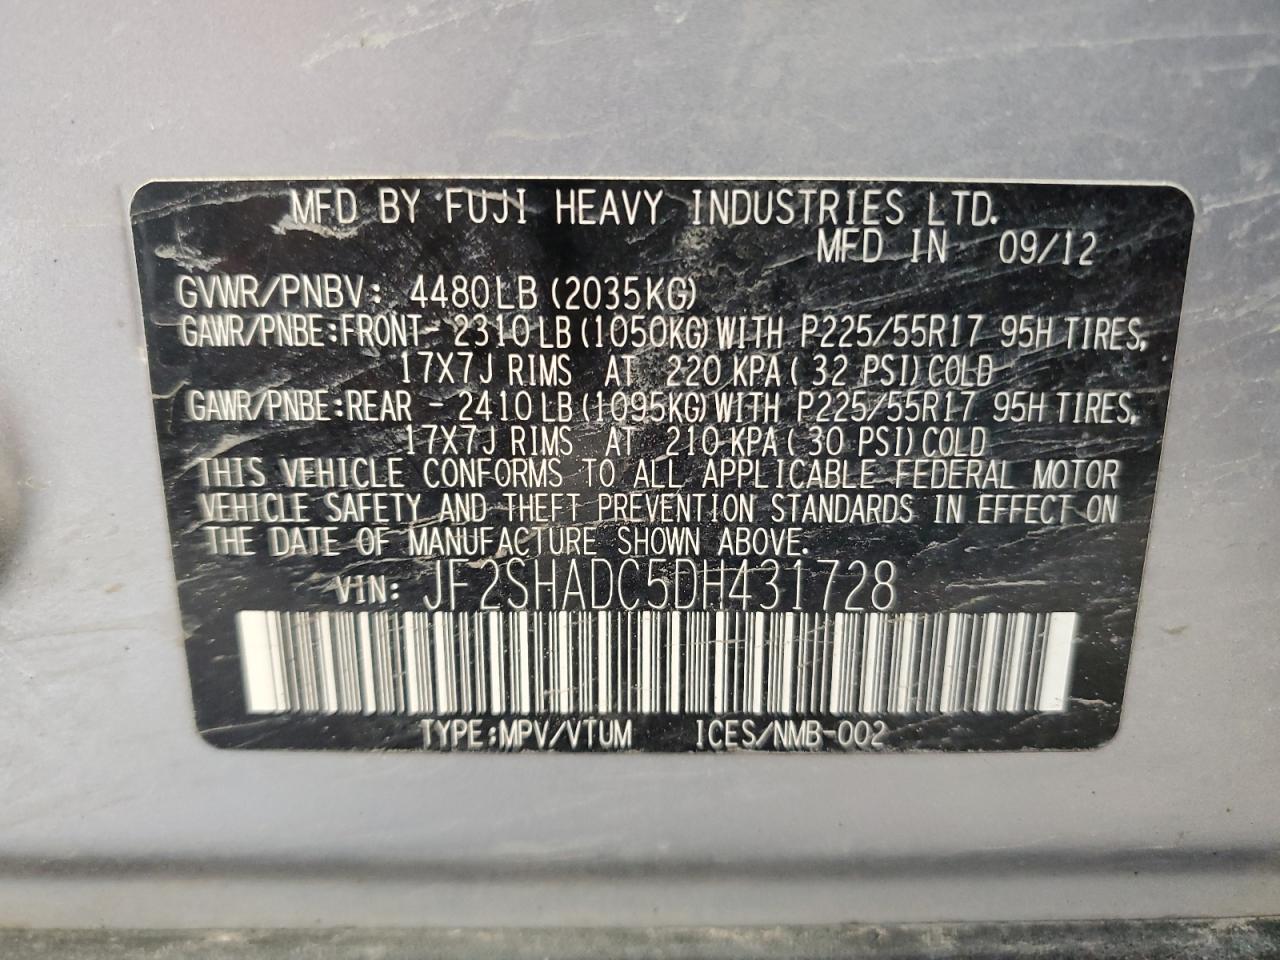 MFD BY FUJI HEAVY INDUSTRIES LTD.
MFD IN 09/12
GVWR/PNBV: 4480LB (2035KG)
GAWR/PNBE:FRONT- 2310LB (1050KG) WITH P225/55R17 95H TIRES,
17X7J RIMS AT 220 KPA ( 32 PSI) COLD
GAWR/PNBE:REAR - 2410LB (1095KG) WITH P225/55R17 95H TIRES,
17X7J RIMS AT 210 KPA ( 30 PSI) COLD
THIS VEHICLE CONFORMS TO ALL APPLICABLE FEDERAL MOTOR
VEHICLE SAFETY AND THEFT PREVENTION STANDARDS IN EFFECT ON
THE DATE OF MANUFACTURE SHOWN ABOVE.
VIN: JF2SHADC5DH431728
TYPE:MPV/VTUM ICES/NMB-002